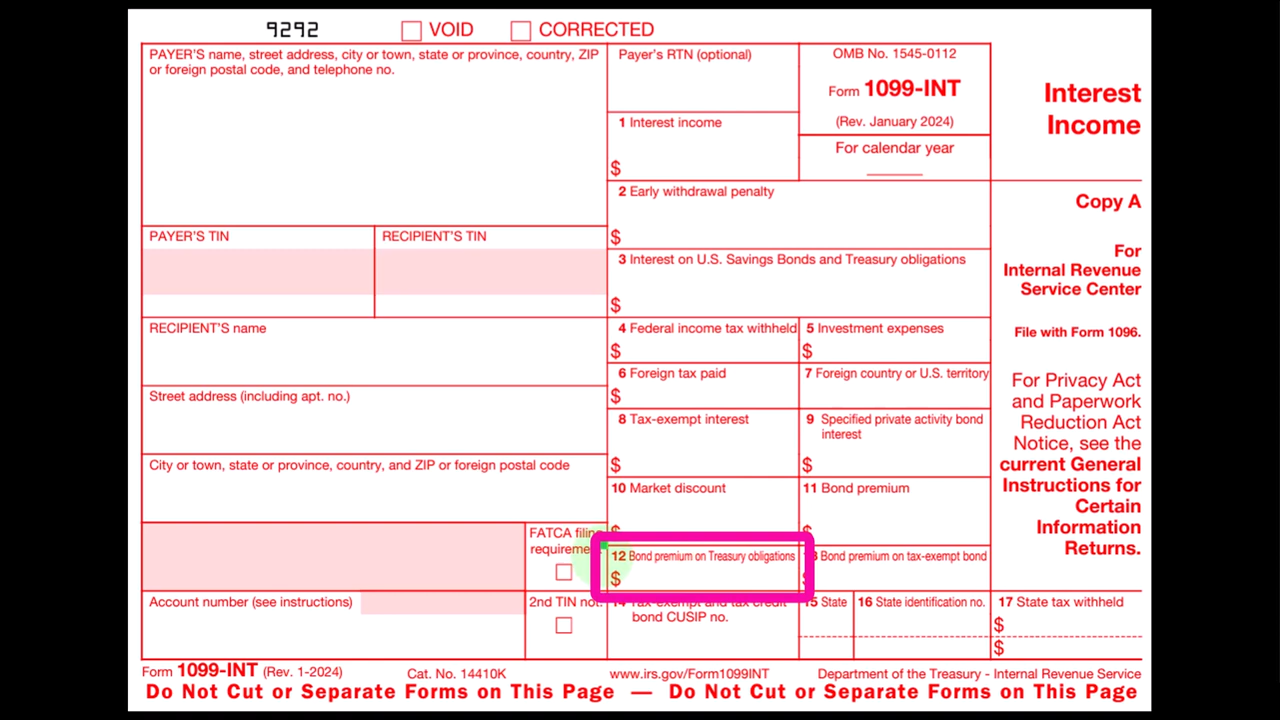 9292
VOID
CORRECTED
PAYER'S name, street address, city or town, state or province, country, ZIP
or foreign postal code, and telephone no.
Payer's RTN (optional)
OMB No. 1545-0112
Form 1099-INT
(Rev. January 2024)
For calendar year
Interest
Income
1 Interest income
$
2 Early withdrawal penalty
$
Copy A
PAYER'S TIN
RECIPIENT'S TIN
3 Interest on U.S. Savings Bonds and Treasury obligations
$
For
Internal Revenue
Service Center
File with Form 1096.
RECIPIENT'S name
4 Federal income tax withheld
$
5 Investment expenses
$
6 Foreign tax paid
$
7 Foreign country or U.S. territory
Street address (including apt. no.)
8 Tax-exempt interest
$
9 Specified private activity bond
interest
$
City or town, state or province, country, and ZIP or foreign postal code
10 Market discount
$
11 Bond premium
$
For Privacy Act
and Paperwork
Reduction Act
Notice, see the
current General
Instructions for
Certain
Information
Returns.
FATCA filing
requirement
12 Bond premium on Treasury obligations
$
13 Bond premium on tax-exempt bond
$
Account number (see instructions)
2nd TIN not.
14 Tax-exempt and tax credit
bond CUSIP no.
15 State
16 State identification no.
17 State tax withheld
$
$
Form 1099-INT (Rev. 1-2024)
Cat. No. 14410K
www.irs.gov/Form1099INT
Department of the Treasury - Internal Revenue Service
Do Not Cut or Separate Forms on This Page — Do Not Cut or Separate Forms on This Page